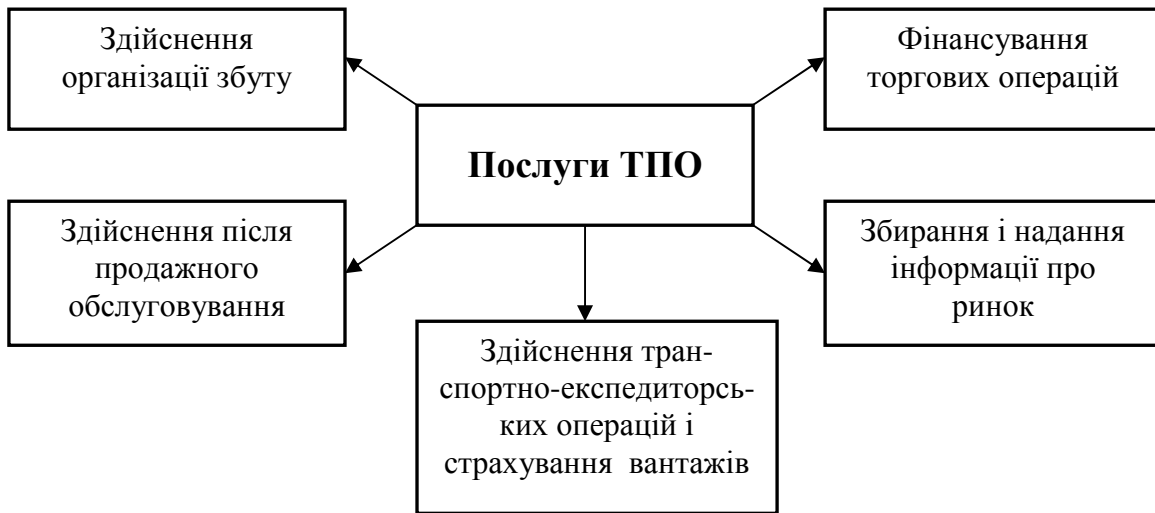 Здійснення
організації збуту
Фінансування
торгових операцій
Послуги ТПО
Здійснення після
продажного
обслуговування
Збирання і надання
інформації про
ринок
Здійснення тран-
спортно-експедиторсь-
ких операцій і
страхування вантажів